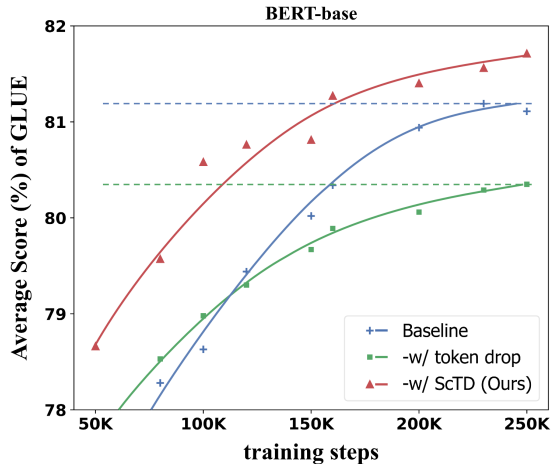 BERT-base
Average Score (%) of GLUE
82
81
80
79
78
Baseline
-w/ token drop
-w/ ScTD (Ours)
50K 100K 150K 200K 250K
training steps